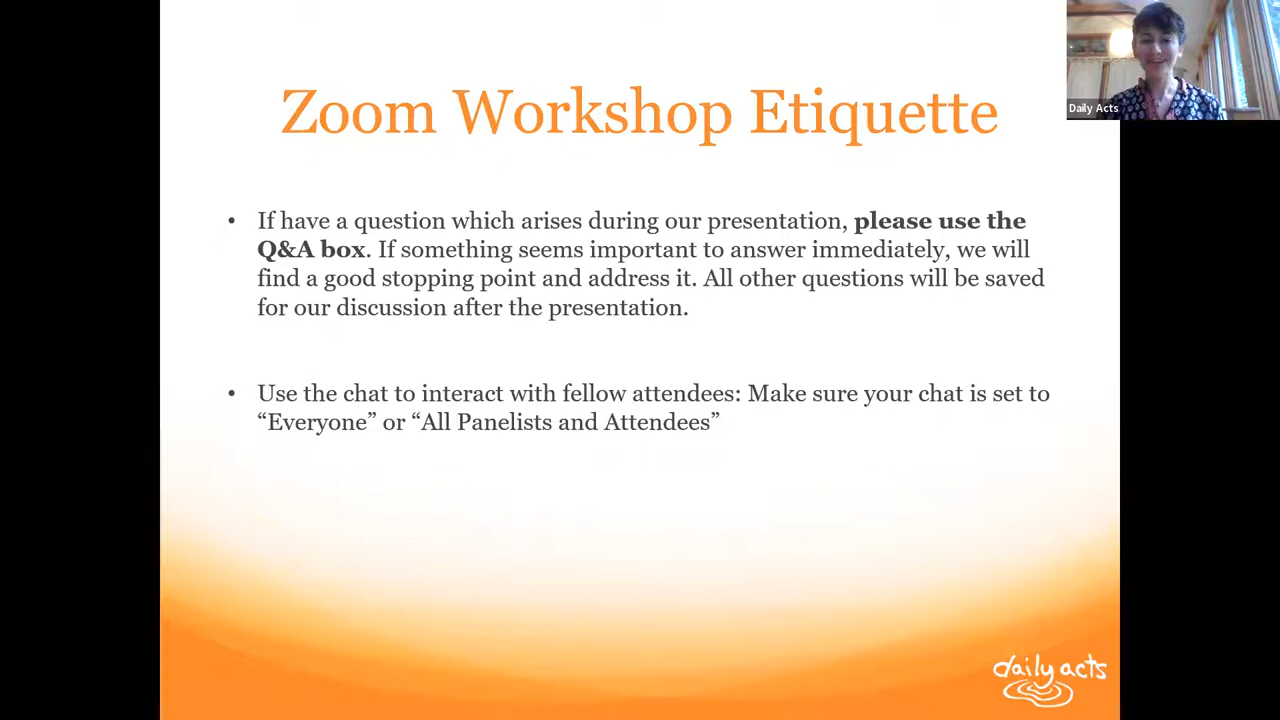 Zoom Workshop Etiquette
Daily Acts
• If have a question which arises during our presentation, please use the
Q&A box. If something seems important to answer immediately, we will
find a good stopping point and address it. All other questions will be saved
for our discussion after the presentation.
• Use the chat to interact with fellow attendees: Make sure your chat is set to
“Everyone” or “All Panelists and Attendees”
daily acts